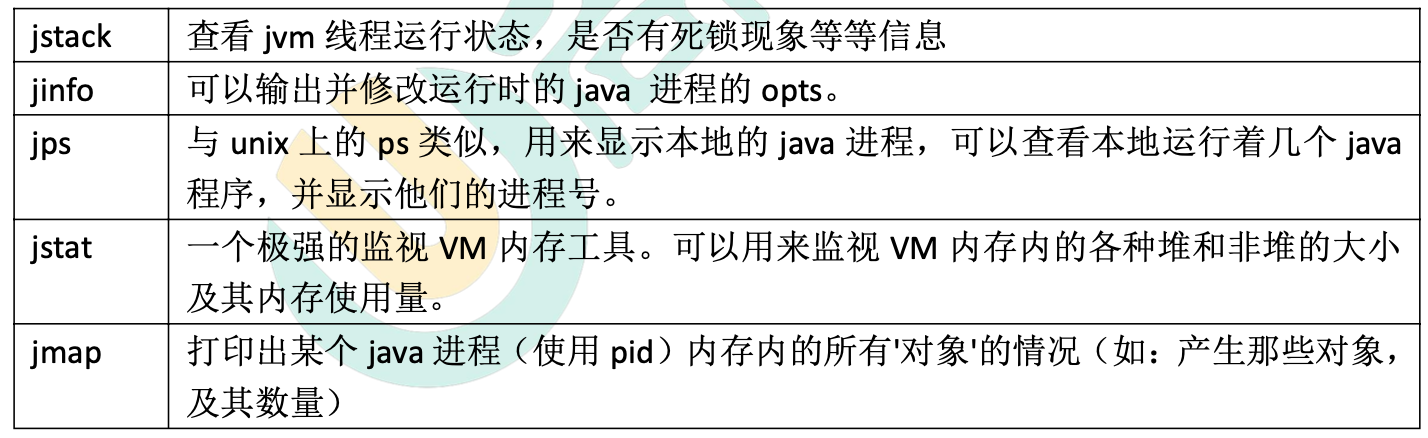 jstack 查看 jvm 线程运行状态，是否有死锁现象等等信息
jinfo 可以输出并修改运行时的 java 进程的 opts。
jps 与 unix 上的 ps 类似，用来显示本地的 java 进程，可以查看本地运行着几个 java
程序，并显示他们的进程号。
jstat 一个极强的监视 VM 内存工具。可以用来监视 VM 内存内的各种堆和非堆的大小
及其内存使用量。
jmap 打印出某个 java 进程（使用 pid）内存内的所有'对象'的情况（如：产生那些对象，
及其数量）